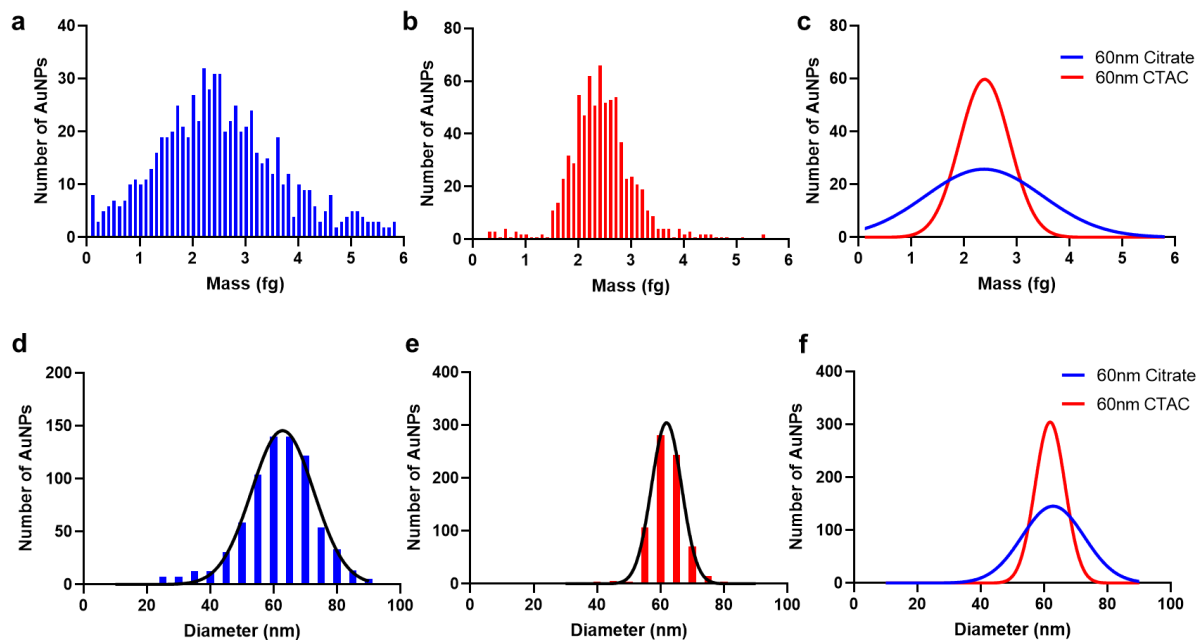 a
Number of AuNPs
40
30
20
10
0
0 1 2 3 4 5 6
Mass (fg)
b
Number of AuNPs
80
60
40
20
0
0 1 2 3 4 5 6
Mass (fg)
c
Number of AuNPs
80
60
40
20
0
0 1 2 3 4 5 6
Mass (fg)
60nm Citrate
60nm CTAC
d
Number of AuNPs
200
150
100
50
0
0 20 40 60 80 100
Diameter (nm)
e
Number of AuNPs
400
300
200
100
0
0 20 40 60 80 100
Diameter (nm)
f
Number of AuNPs
400
300
200
100
0
0 20 40 60 80 100
Diameter (nm)
60nm Citrate
60nm CTAC